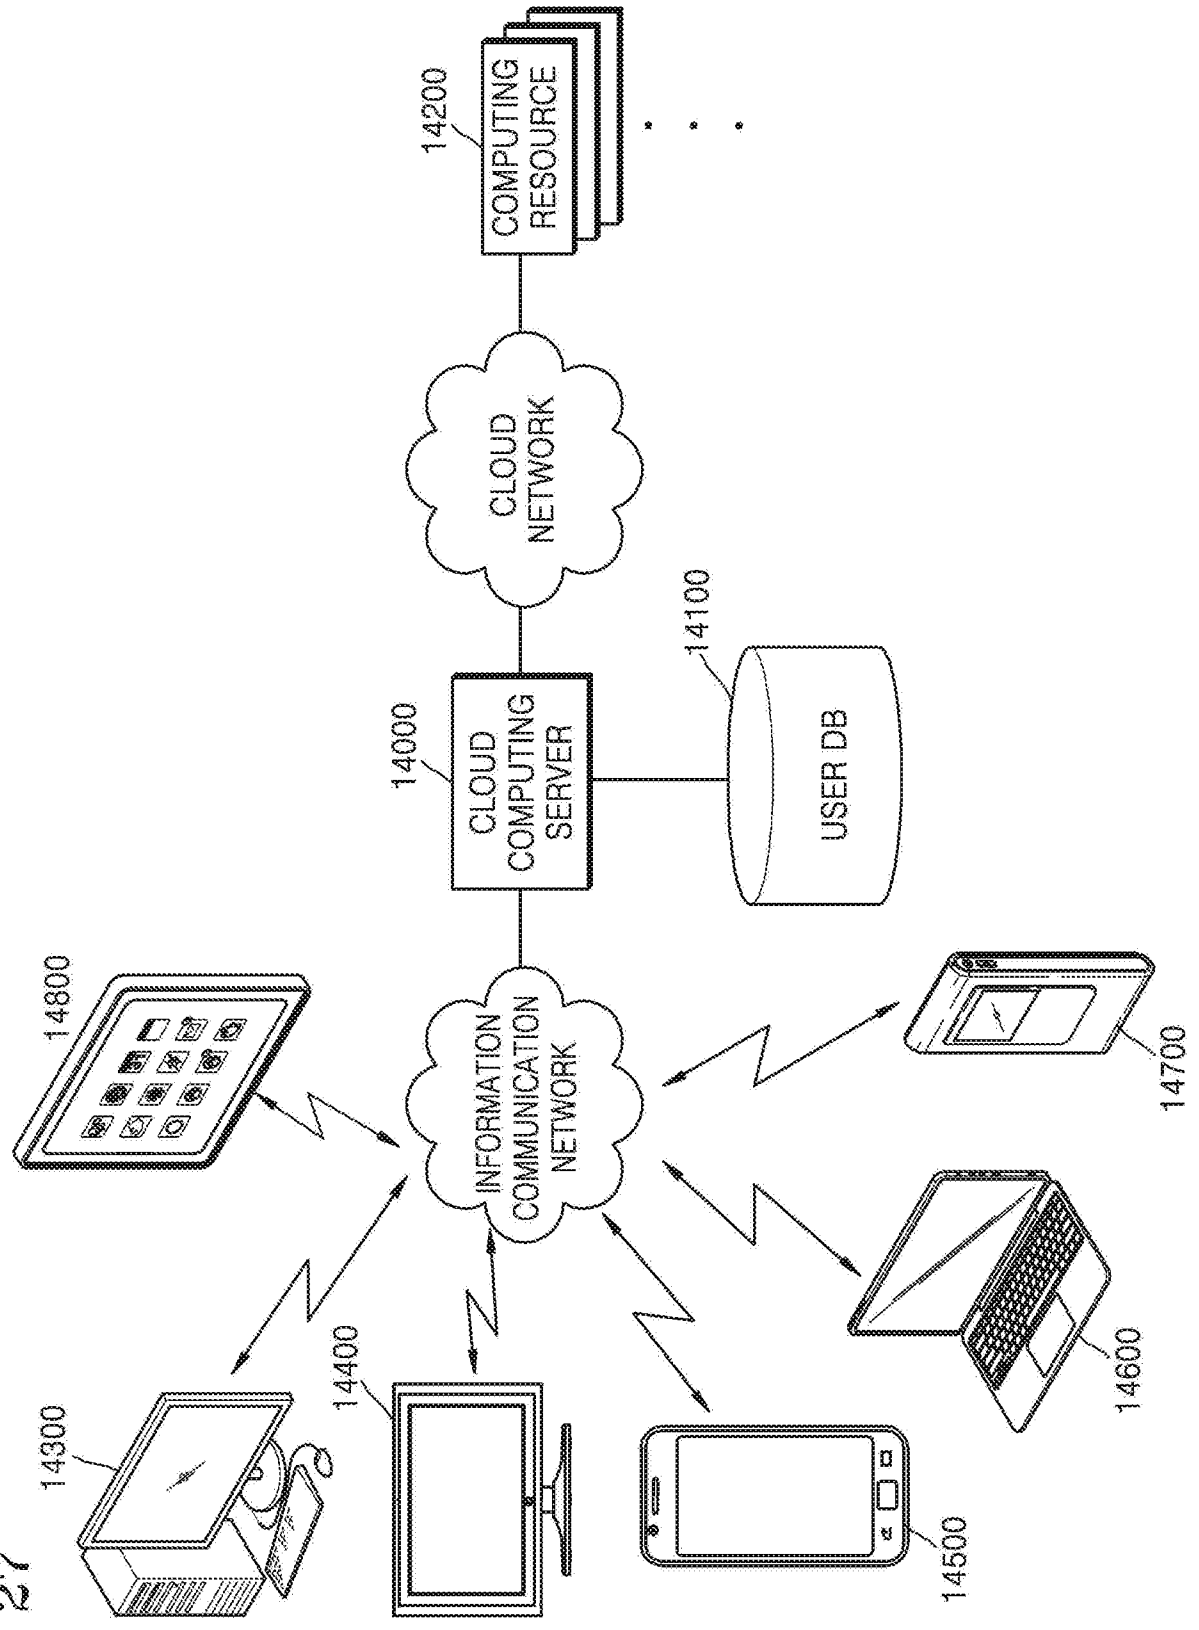 27
14300
14800
14400
INFORMATION
COMMUNICATION
NETWORK
14500
14600
14700
14000
CLOUD
COMPUTING
SERVER
14100
USER DB
CLOUD
NETWORK
14200
COMPUTING
RESOURCE